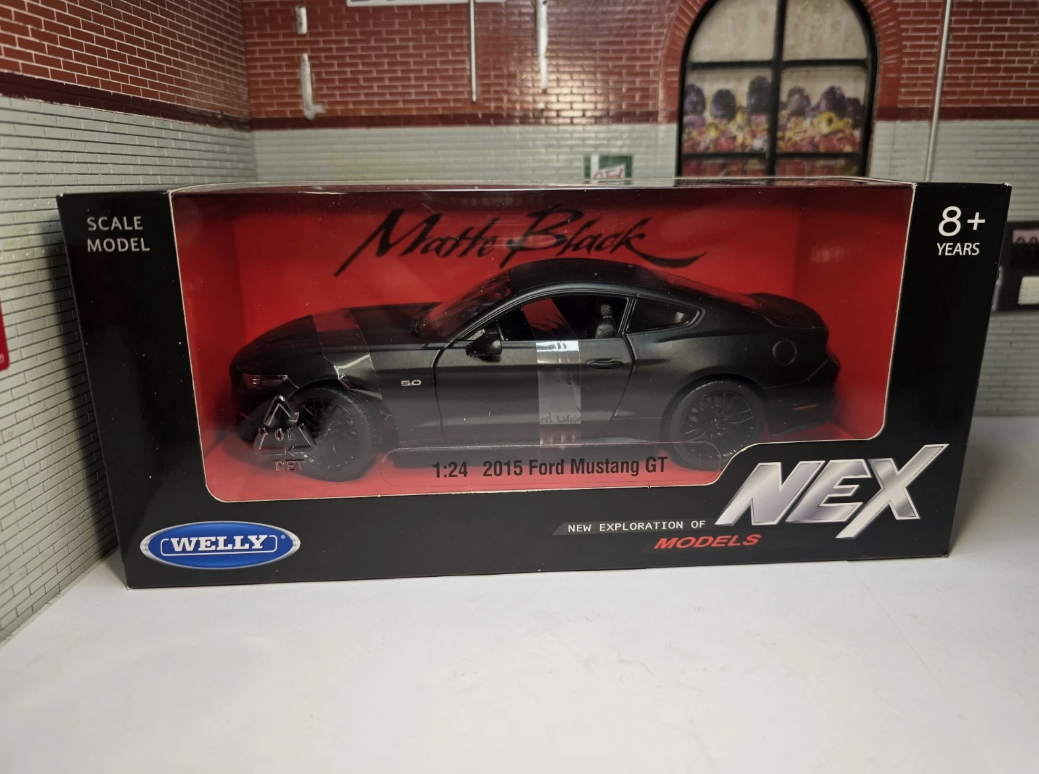 SCALE
MODEL
Matte Black
8+
YEARS
5.0
PET
1:24 2015 Ford Mustang GT
NEX
NEW EXPLORATION OF
MODELS
WELLY®